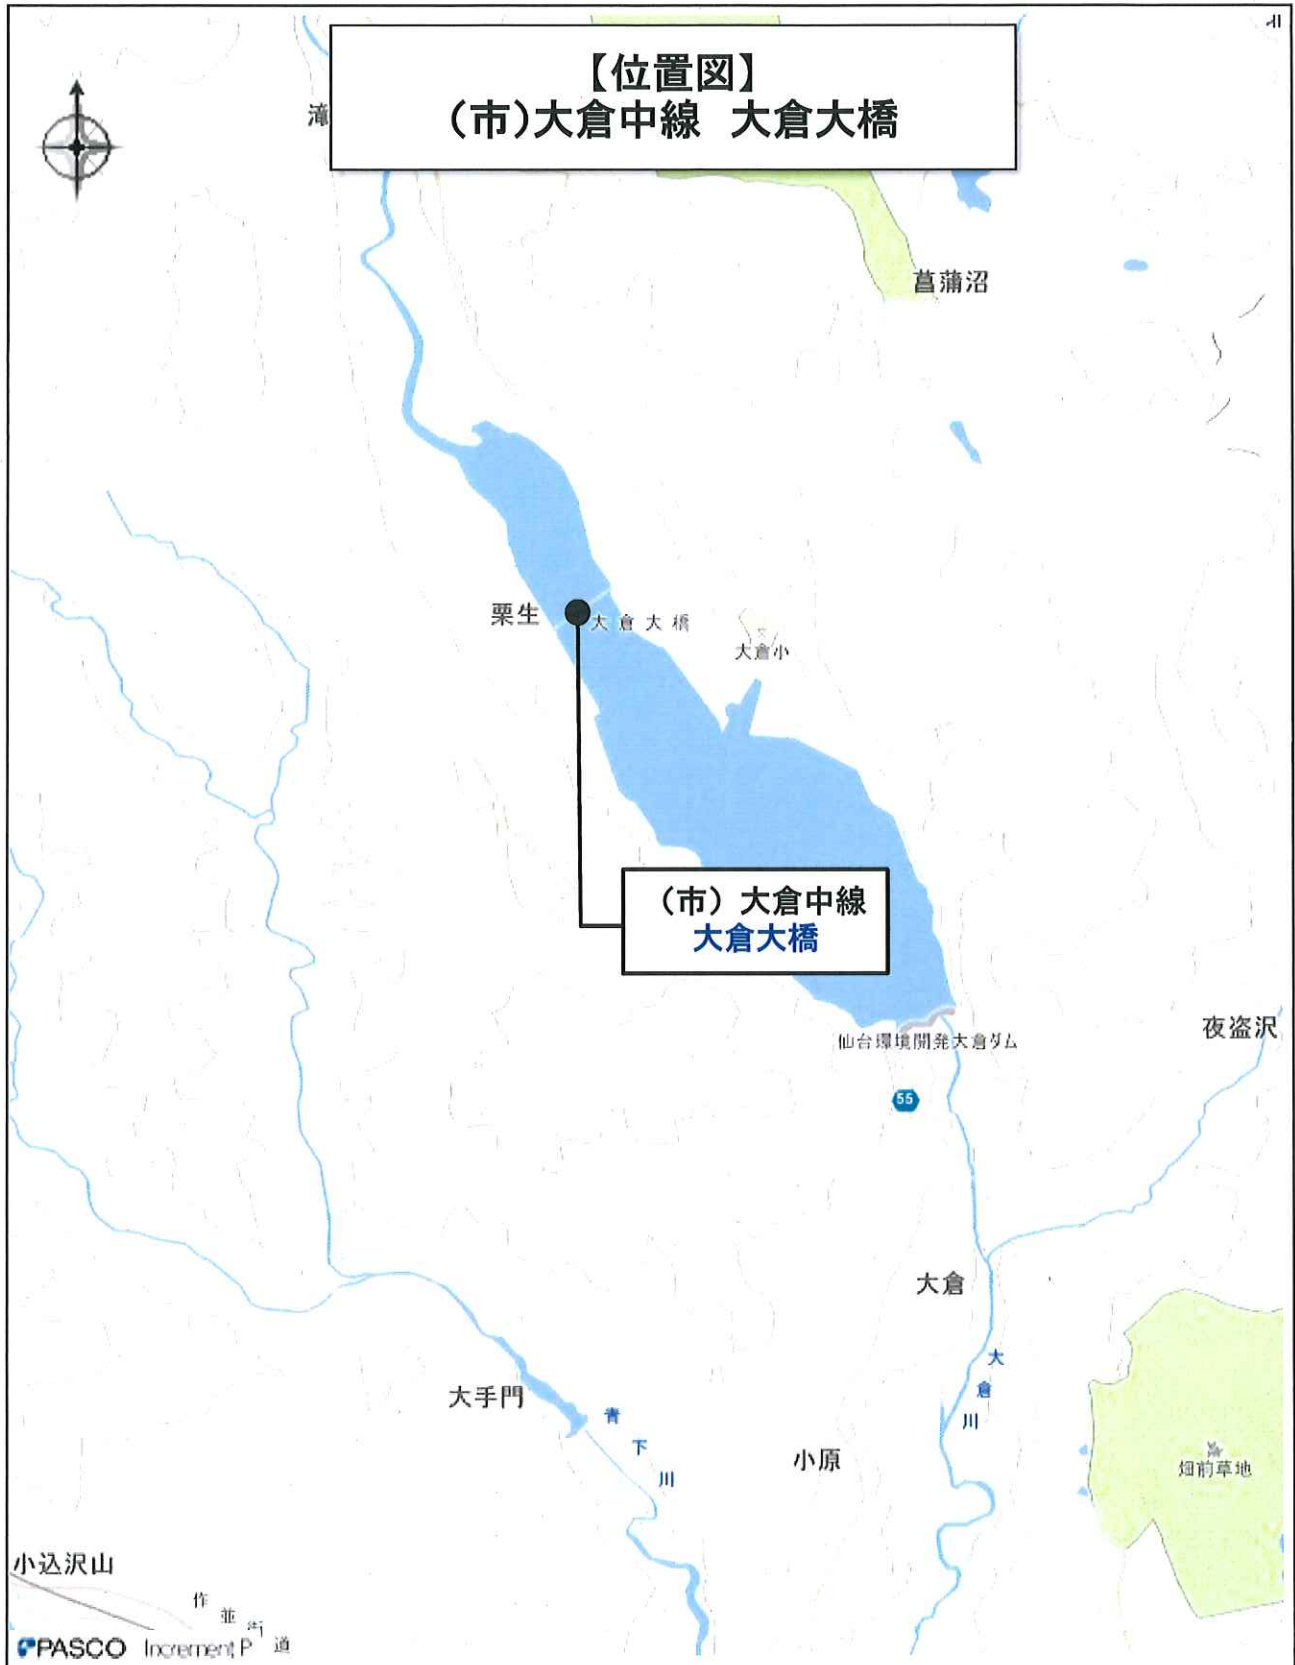 【位置図】
（市）大倉中線 大倉大橋
滝
菖蒲沼
栗生
大倉大橋
大倉小
（市）大倉中線
大倉大橋
仙台環境開発大倉ダム
夜盗沢
55
大倉
大倉川
大手門
青下川
小原
畑前草地
小込沢山
作並街道
PASCO Increment P